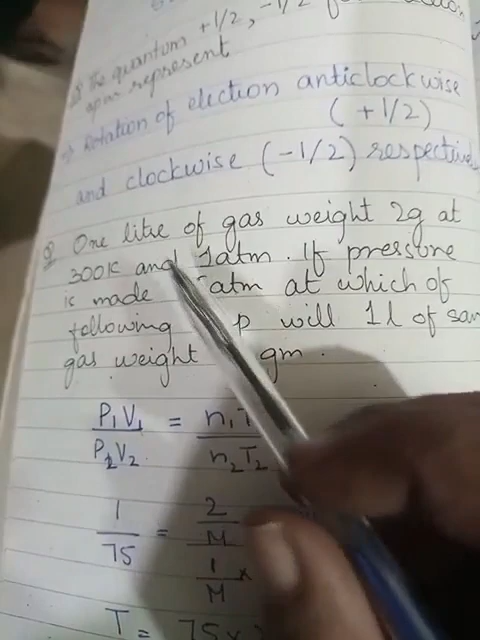 Q The quantum +1/2, -1/2 for
spin represent
⇒ Rotation of election anticlockwise
(+1/2)
and clockwise (-1/2) respective
Q One litre of gas weight 2g at
300K and 1atm. If pressure
is made atm at which of
following will 1l of sam
gas weight gm.
P₁V₁ = n₁T
P₂V₂ n₂T₂
1 = 2
75 M
1 ×
M
T = 75 ×